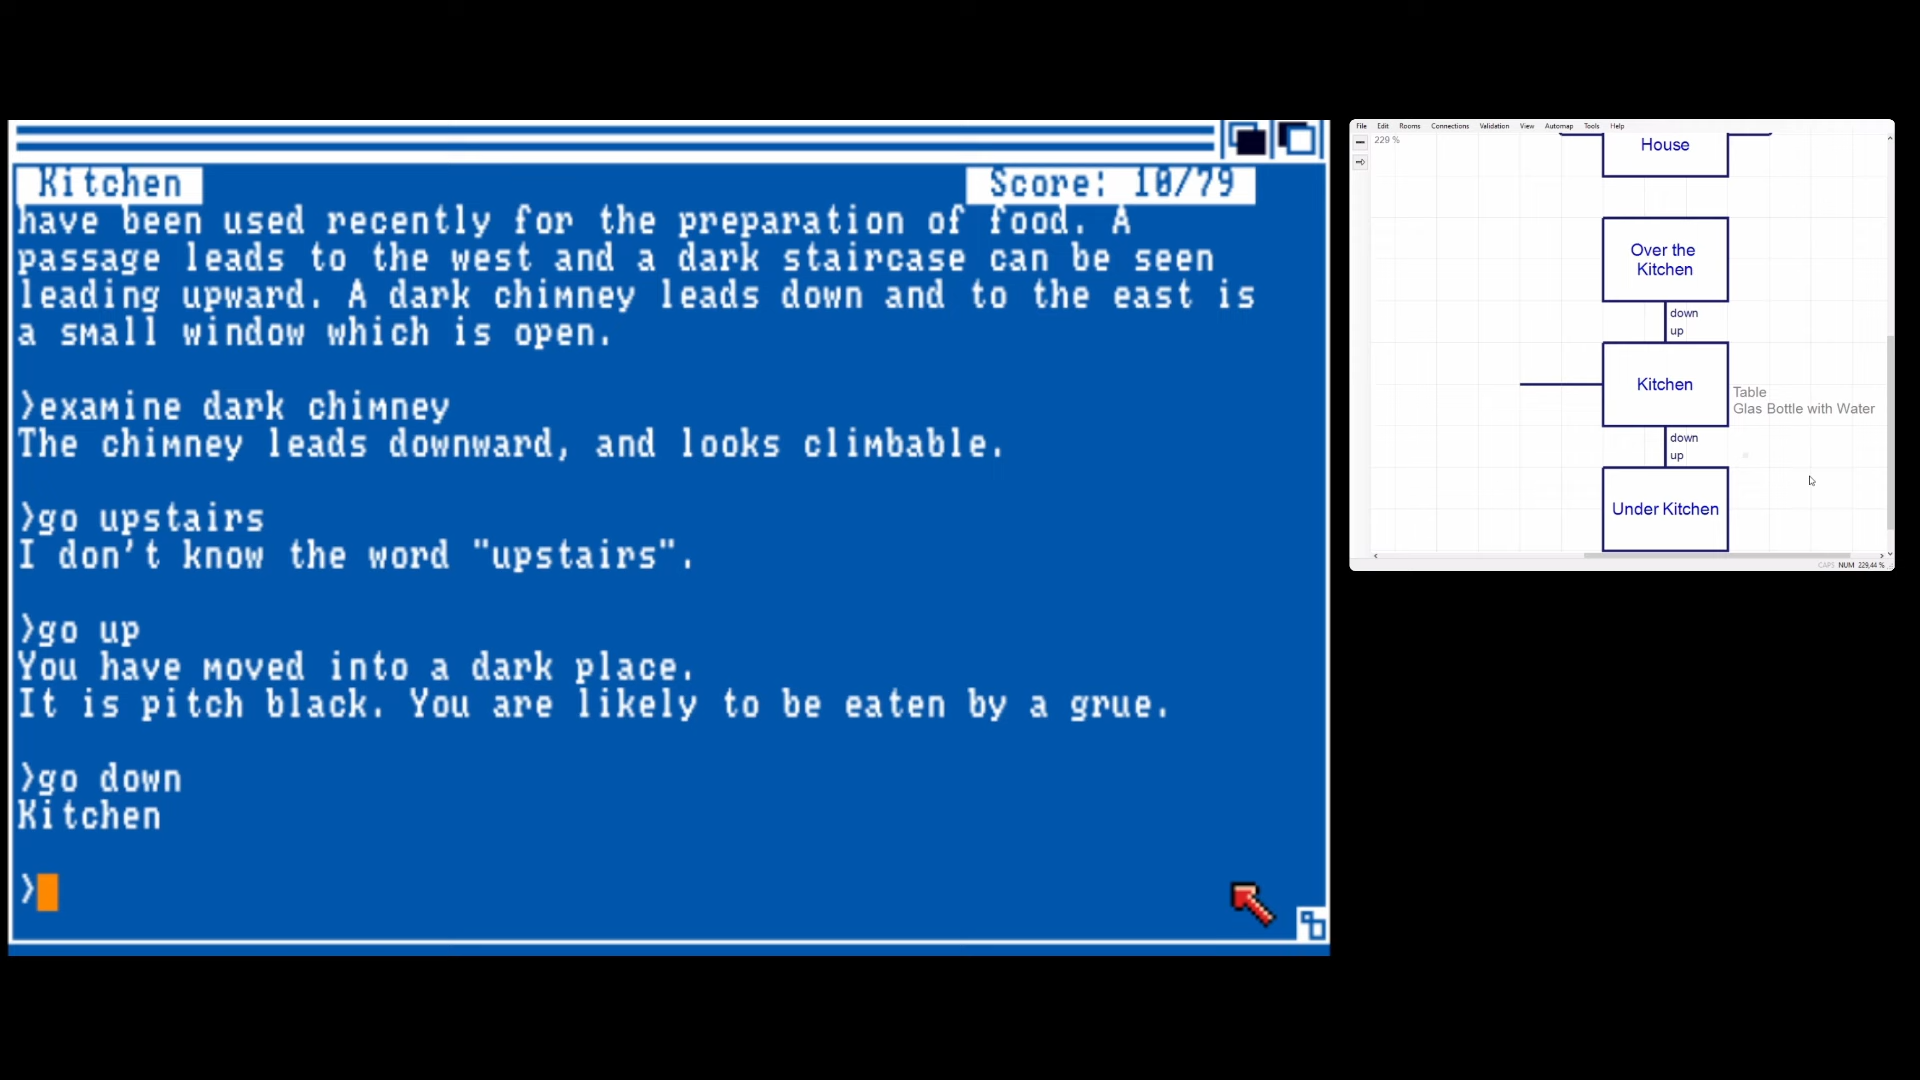 Kitchen
Score: 10/79
have been used recently for the preparation of food. A
passage leads to the west and a dark staircase can be seen
leading upward. A dark chimney leads down and to the east is
a small window which is open.
>examine dark chimney
The chimney leads downward, and looks climbable.
>go upstairs
I don't know the word "upstairs".
>go up
You have moved into a dark place.
It is pitch black. You are likely to be eaten by a grue.
>go down
Kitchen
>
File Edit Rooms Connections Validation View Automap Tools Help
229 %
House
Over the
Kitchen
down
up
Kitchen
Table
Glas Bottle with Water
down
up
Under Kitchen
CAPS NUM 229,44 %